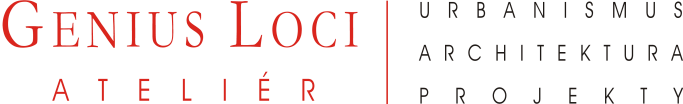 GENIUS LOCI
ATELIÉR
URBANISMUS
ARCHITEKTURA
PROJEKTY